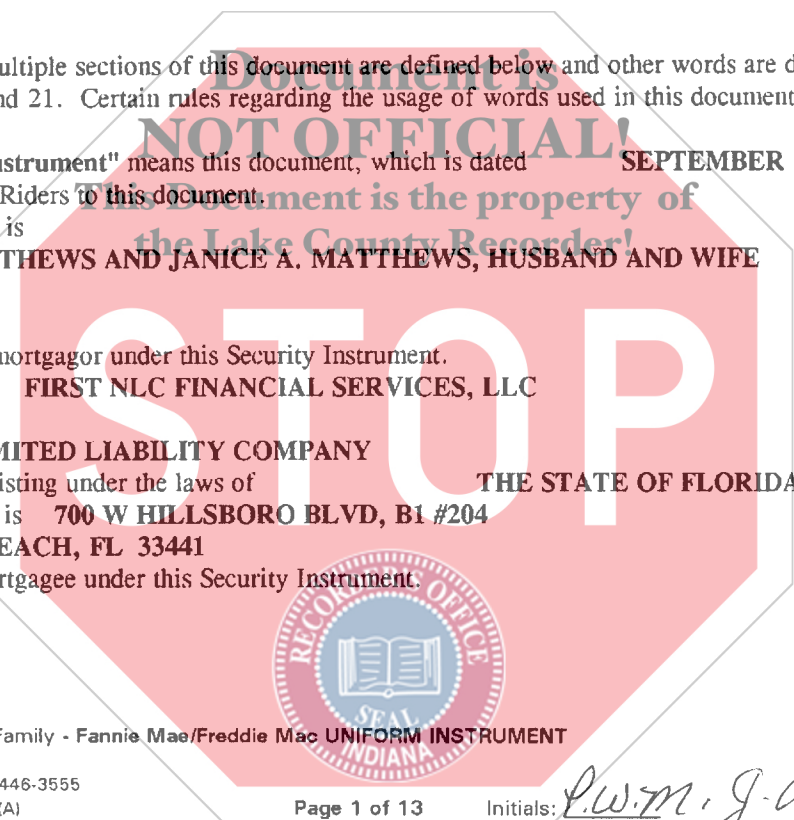 ultiple sections of this document are defined below and other words are d
Document is
nd 21. Certain rules regarding the usage of words used in this document
NOT OFFICIAL!
nstrument" means this document, which is dated SEPTEMBER
Riders to this document.
This Document is the property of
is
the Lake County Recorder!
THEWS AND JANICE A. MATTHEWS, HUSBAND AND WIFE
STOP
mortgagor under this Security Instrument.
FIRST NLC FINANCIAL SERVICES, LLC
MITED LIABILITY COMPANY
isting under the laws of THE STATE OF FLORIDA
is 700 W HILLSBORO BLVD, B1 #204
EACH, FL 33441
rtgagee under this Security Instrument.
RECORDER'S OFFICE
SEAL
INDIANA
Family - Fannie Mae/Freddie Mac UNIFORM INSTRUMENT
446-3555
(A)
Page 1 of 13
Initials: P.W.M. J.A